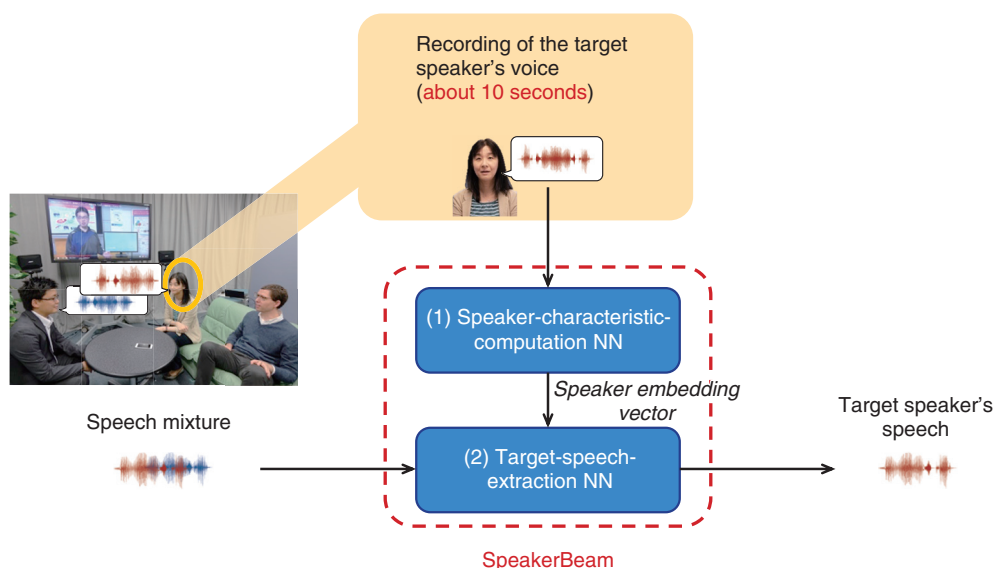 Recording of the target
speaker's voice
(about 10 seconds)
(1) Speaker-characteristic-
computation NN
Speaker embedding
vector
Speech mixture
(2) Target-speech-
extraction NN
Target speaker's
speech
SpeakerBeam